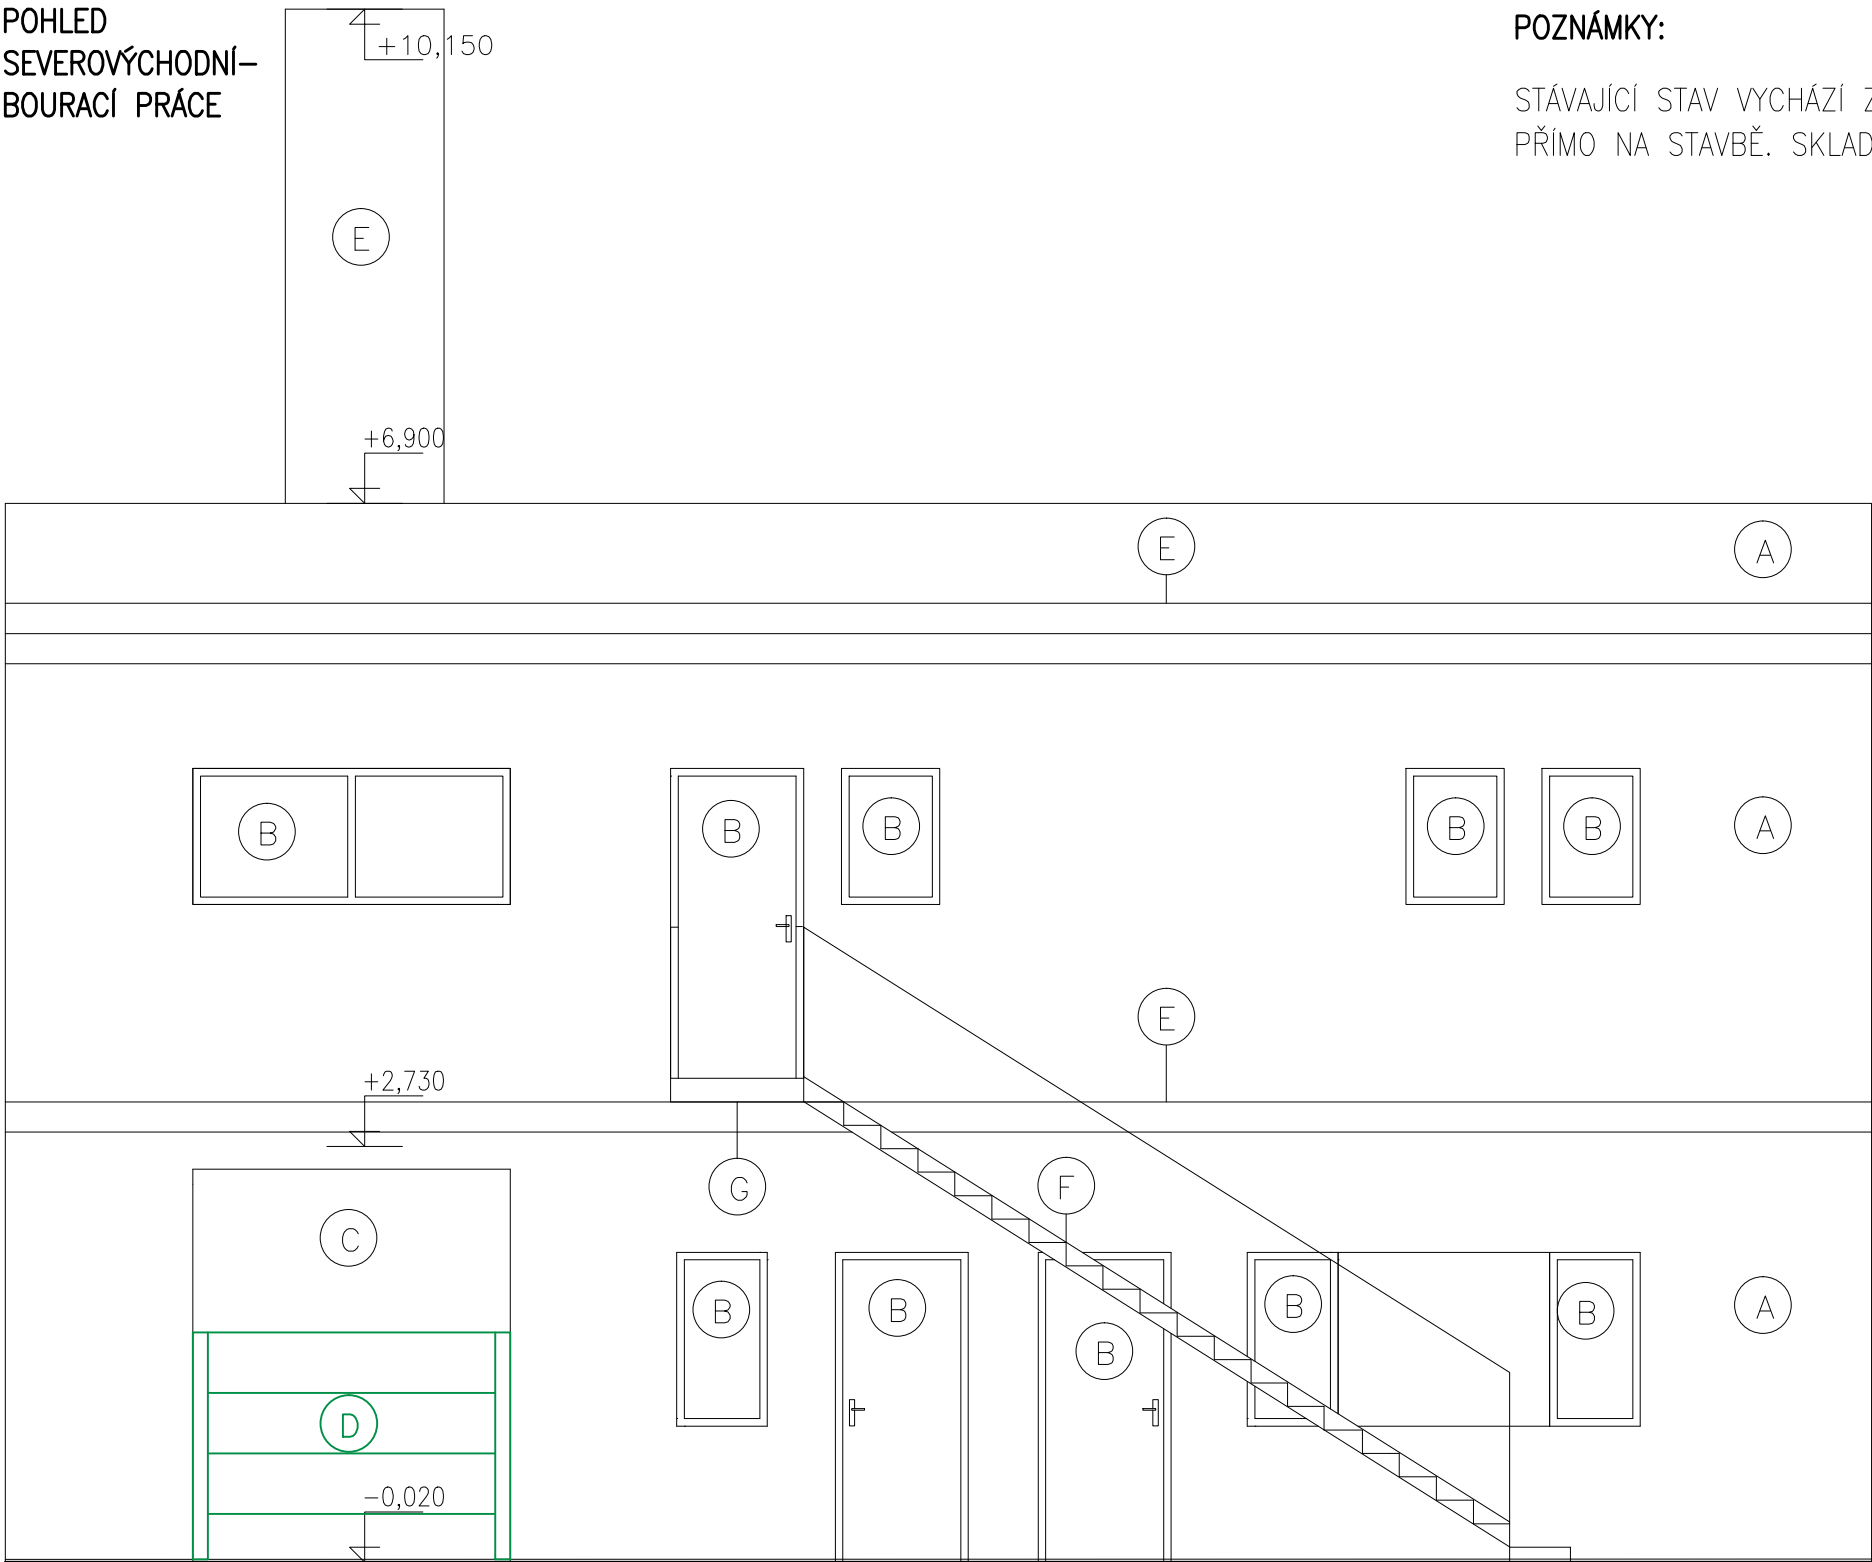 POHLED
SEVEROVÝCHODNÍ-
BOURACÍ PRÁCE
POZNÁMKY:
STÁVAJÍCÍ STAV VYCHÁZÍ Z
PŘÍMO NA STAVBĚ. SKLAD
+10,150
E
+6,900
E
A
B
B
B
B
B
A
E
+2,730
G
F
C
B
B
B
B
B
A
D
-0,020